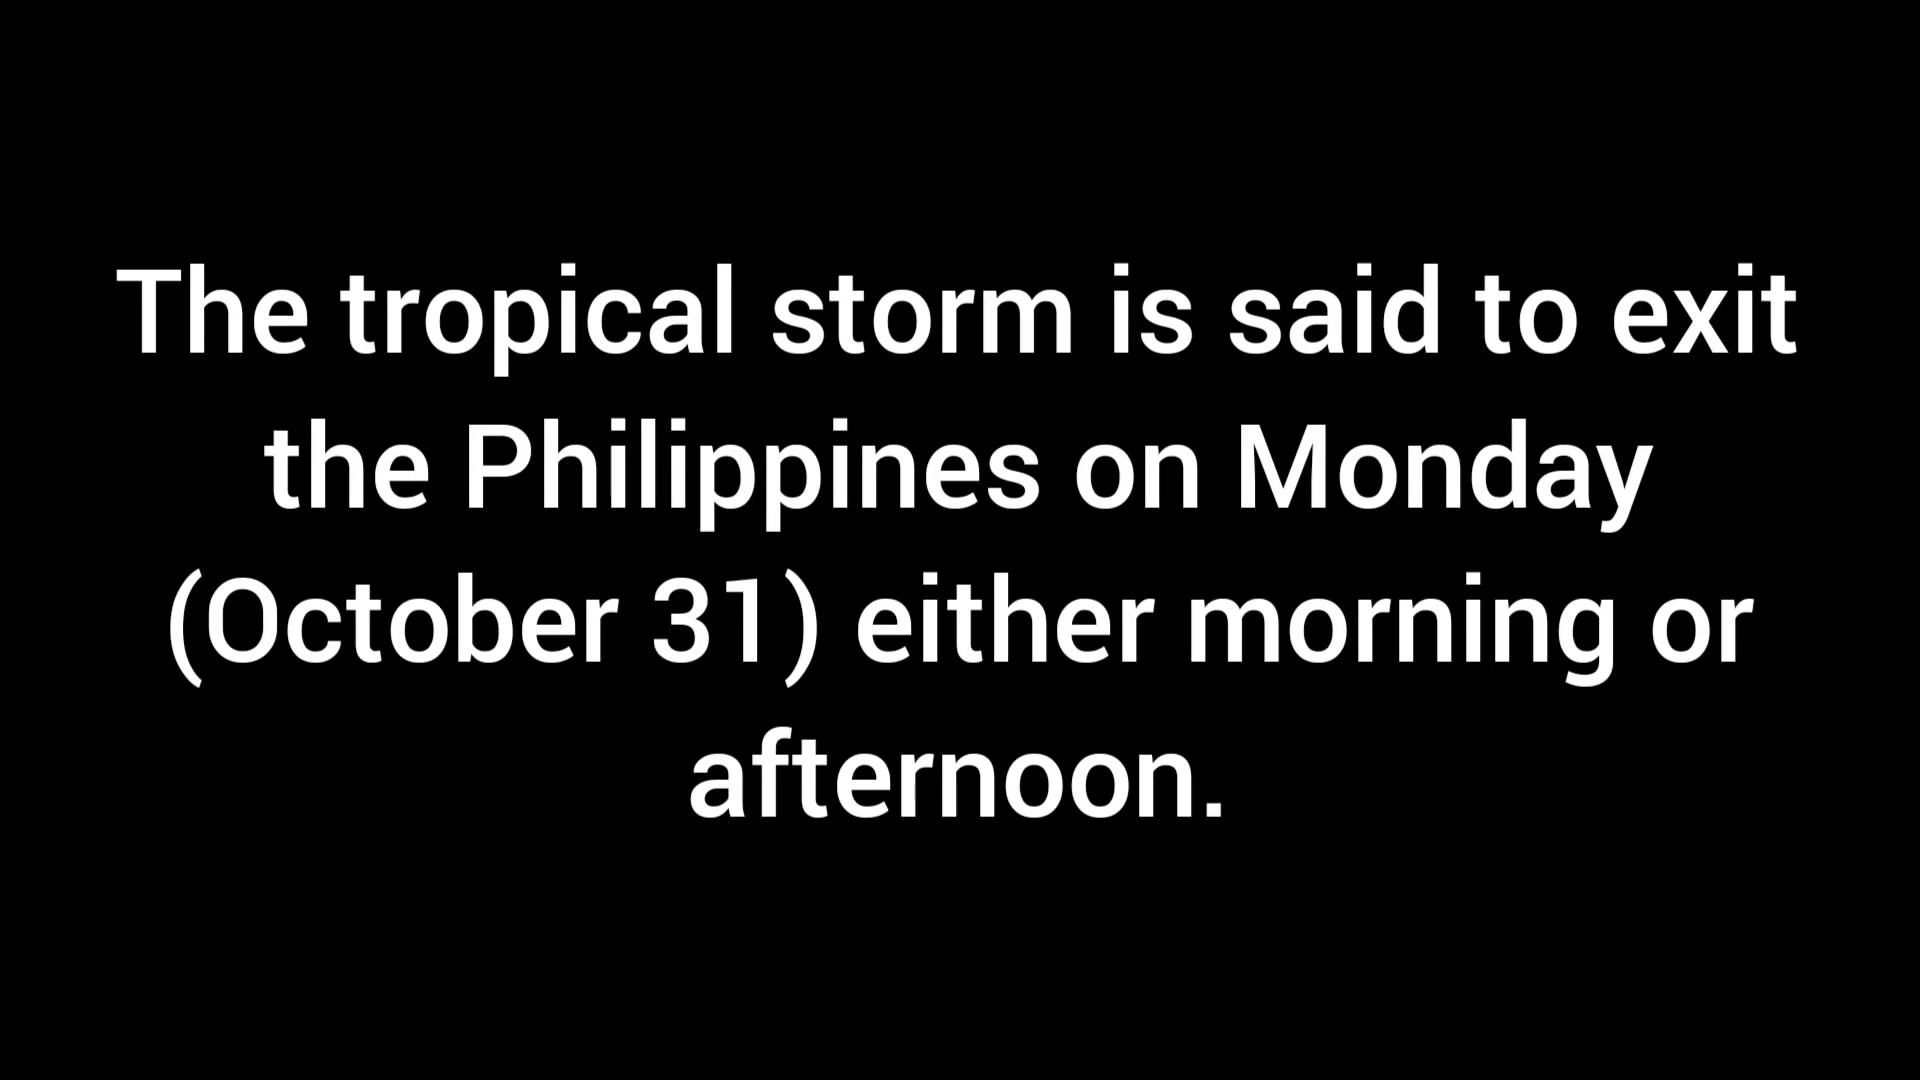 The tropical storm is said to exit
the Philippines on Monday
(October 31) either morning or
afternoon.